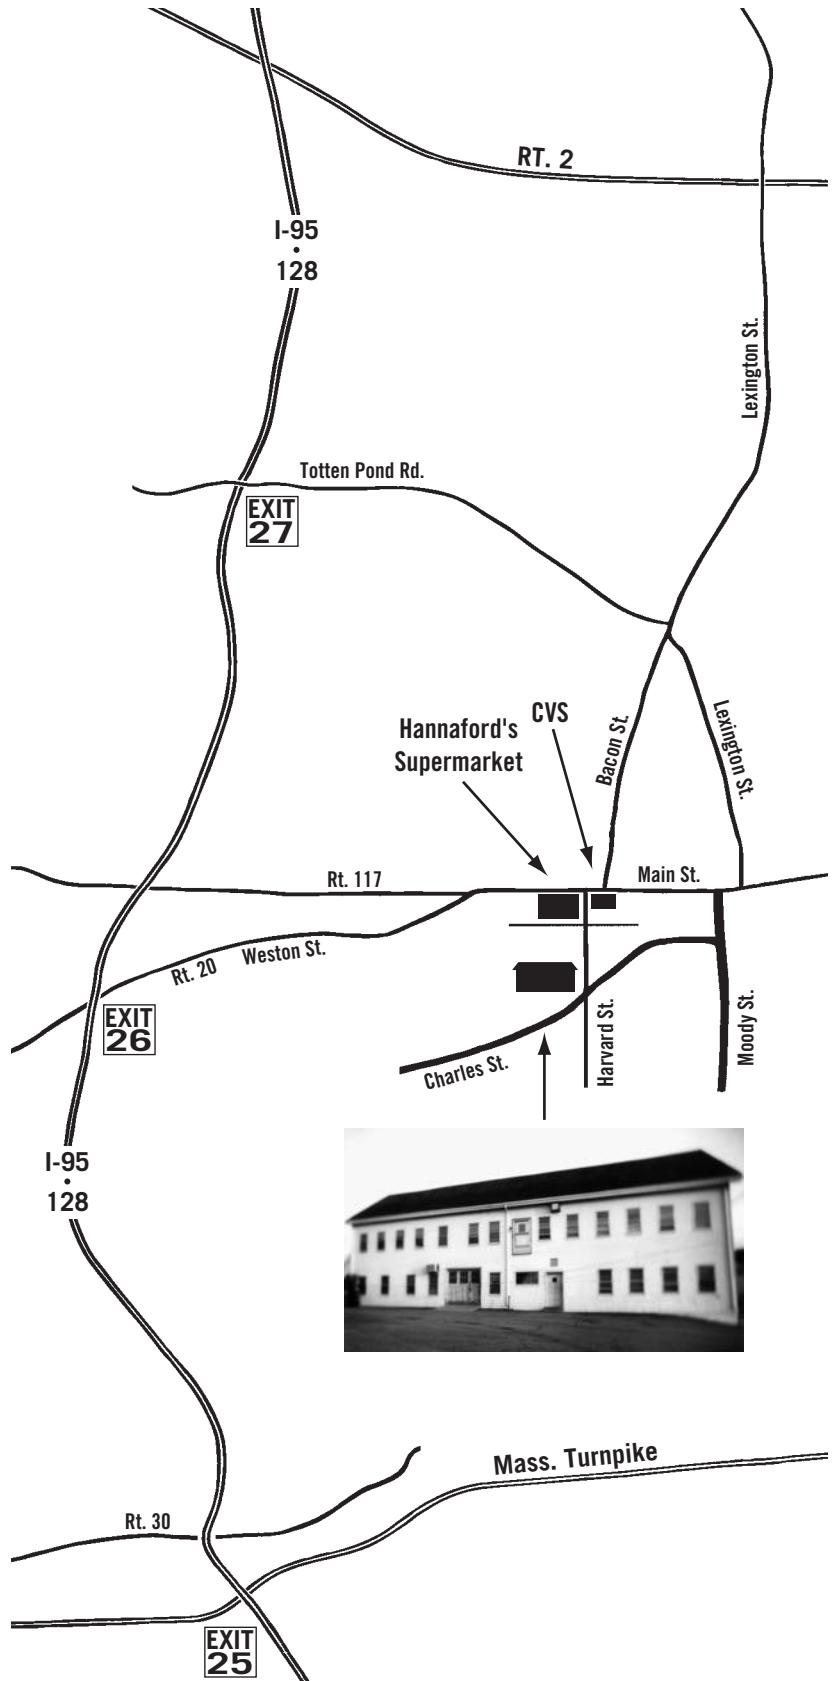 RT. 2
I-95
•
128
Lexington St.
Totten Pond Rd.
EXIT
27
CVS
Hannaford's
Supermarket
Bacon St.
Lexington St.
Rt. 117
Main St.
Rt. 20
Weston St.
EXIT
26
Charles St.
Harvard St.
Moody St.
I-95
•
128
Mass. Turnpike
Rt. 30
EXIT
25